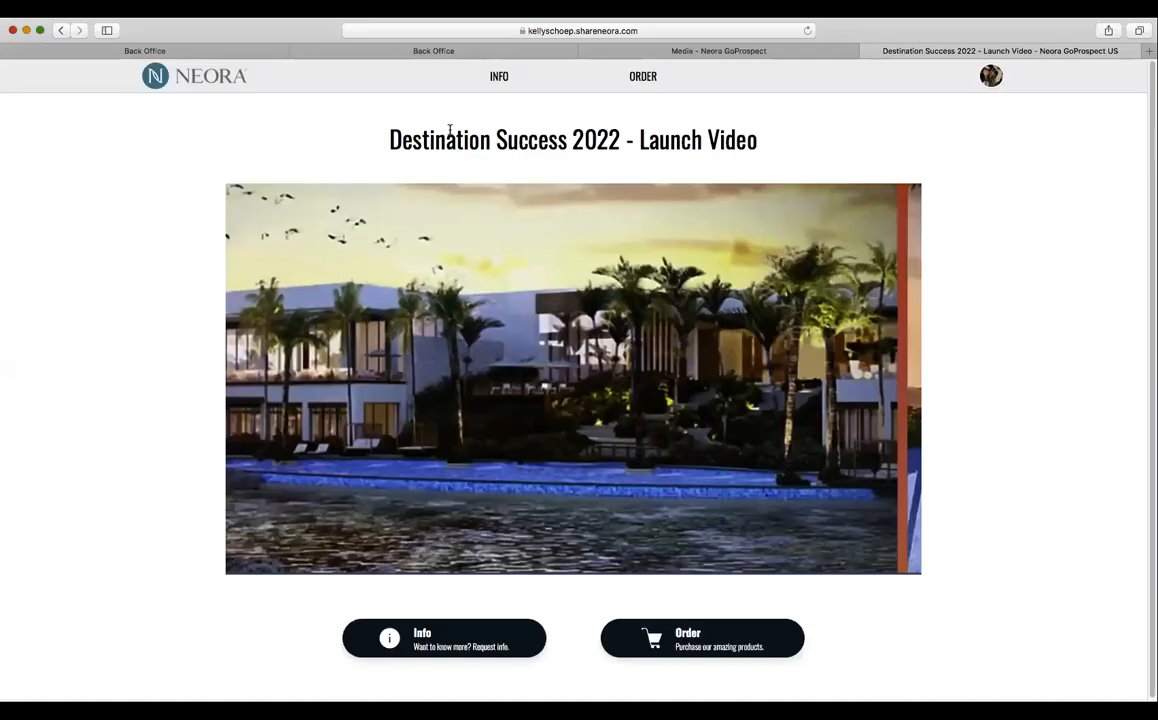 kellyschoep.shareneora.com
Back Office
Back Office
Media - Neora GoProspect
Destination Success 2022 - Launch Video - Neora GoProspect US
N NEORA
INFO
ORDER
Destination Success 2022 - Launch Video
Info
Want to know more? Request info.
Order
Purchase our amazing products.